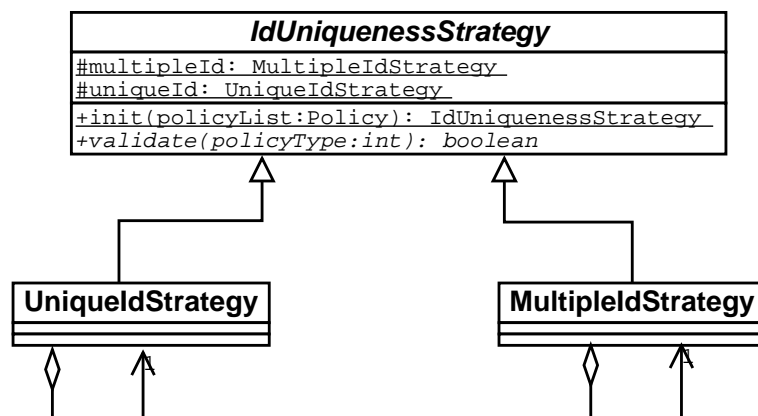 IdUniquenessStrategy
#multipleId: MultipleIdStrategy
#uniqueId: UniqueIdStrategy
+init(policyList:Policy): IdUniquenessStrategy
+validate(policyType:int): boolean
UniqueIdStrategy
MultipleIdStrategy
1
1